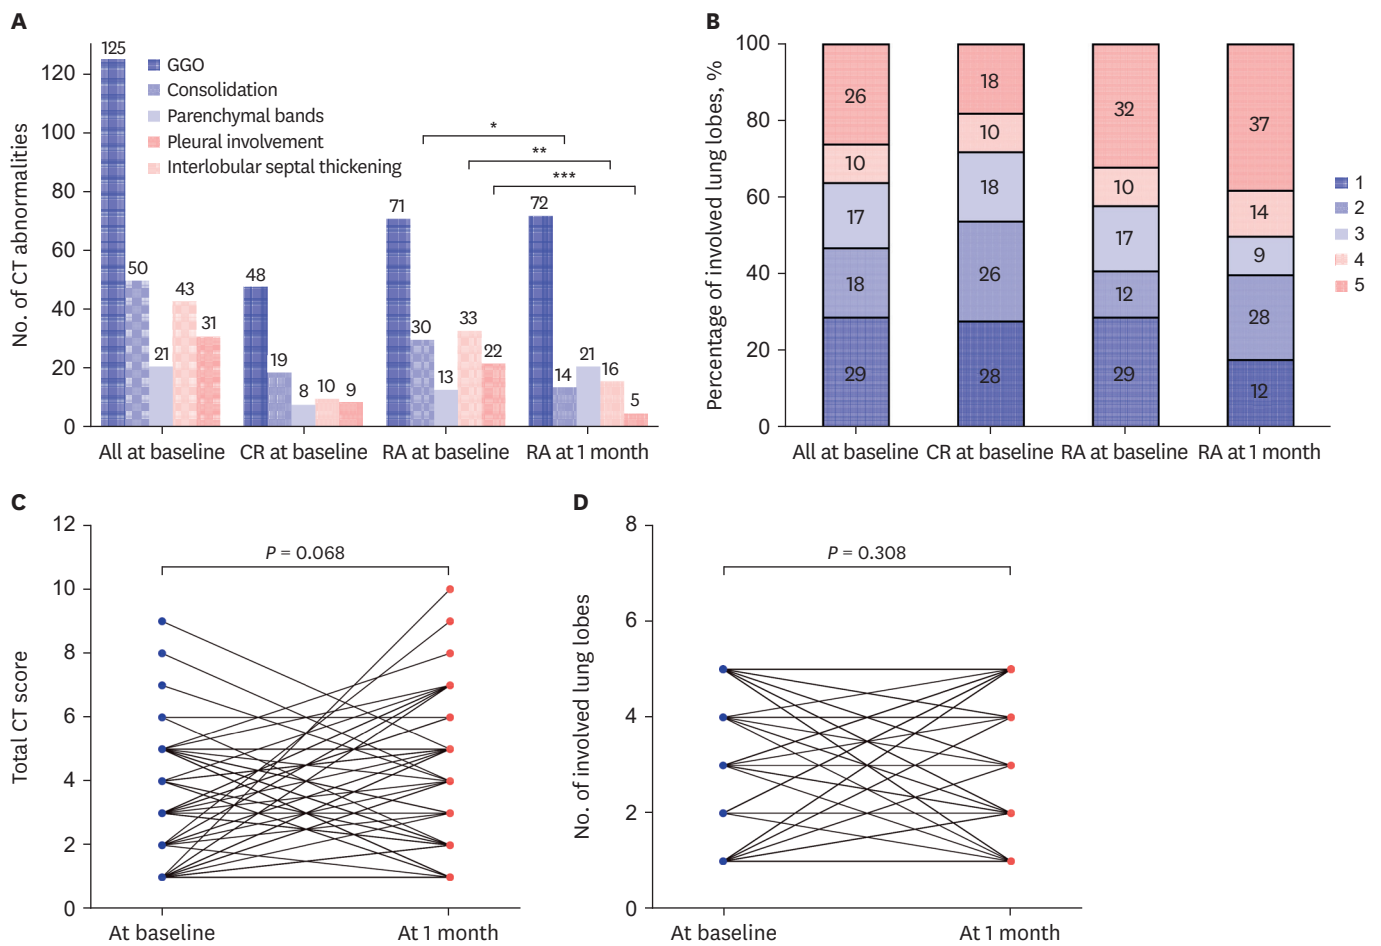 A
No. of CT abnormalities
120
100
80
60
40
20
0
GGO
Consolidation
Parenchymal bands
Pleural involvement
Interlobular septal thickening
*
**
***
125 50 21 43 31
48 19 8 10 9
71 30 13 33 22
72 14 21 16 5
All at baseline CR at baseline RA at baseline RA at 1 month
B
Percentage of involved lung lobes, %
100
80
60
40
20
0
26 10 17 18 29
18 10 18 26 28
32 10 17 12 29
37 14 9 28 12
1
2
3
4
5
All at baseline CR at baseline RA at baseline RA at 1 month
C
Total CT score
12
10
8
6
4
2
0
P = 0.068
At baseline At 1 month
D
No. of involved lung lobes
8
6
4
2
0
P = 0.308
At baseline At 1 month